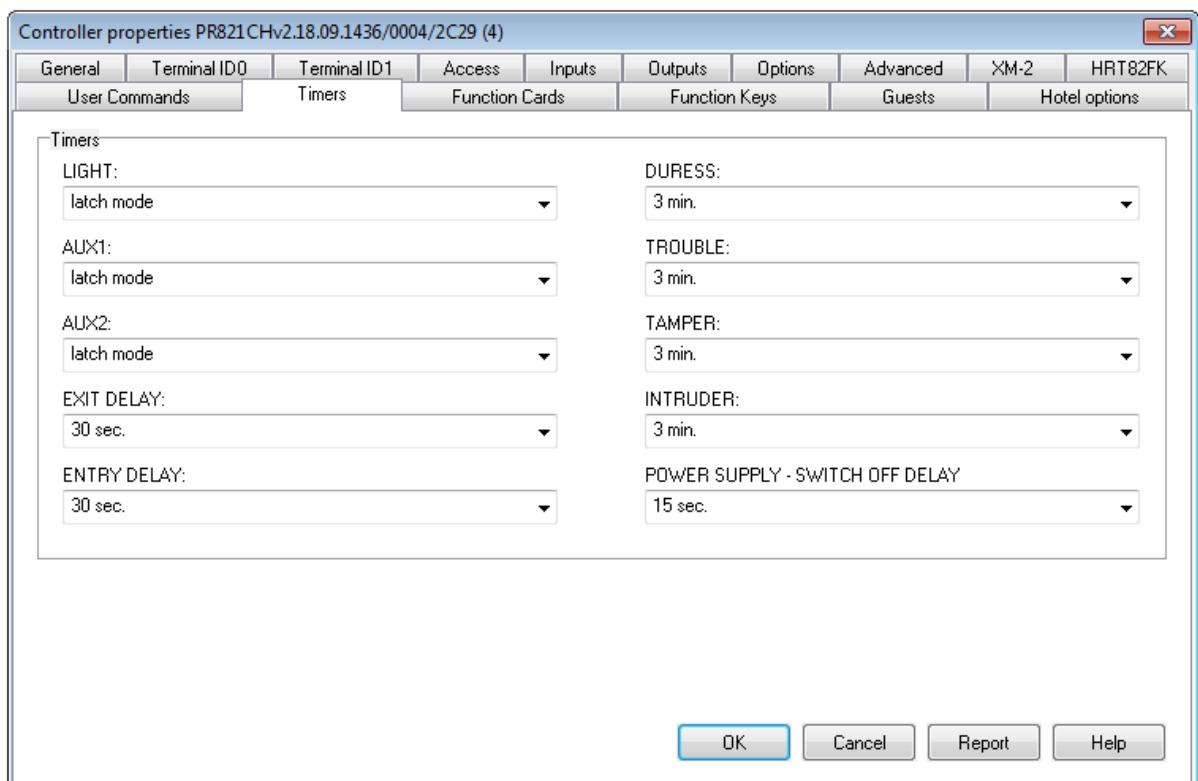 Controller properties PR821CHv2.18.09.1436/0004/2C29 (4)
General Terminal ID0 Terminal ID1 Access Inputs Outputs Options Advanced XM-2 HRT82FK
User Commands Timers Function Cards Function Keys Guests Hotel options
Timers
LIGHT:
latch mode
AUX1:
latch mode
AUX2:
latch mode
EXIT DELAY:
30 sec.
ENTRY DELAY:
30 sec.
DURESS:
3 min.
TROUBLE:
3 min.
TAMPER:
3 min.
INTRUDER:
3 min.
POWER SUPPLY - SWITCH OFF DELAY
15 sec.
OK Cancel Report Help